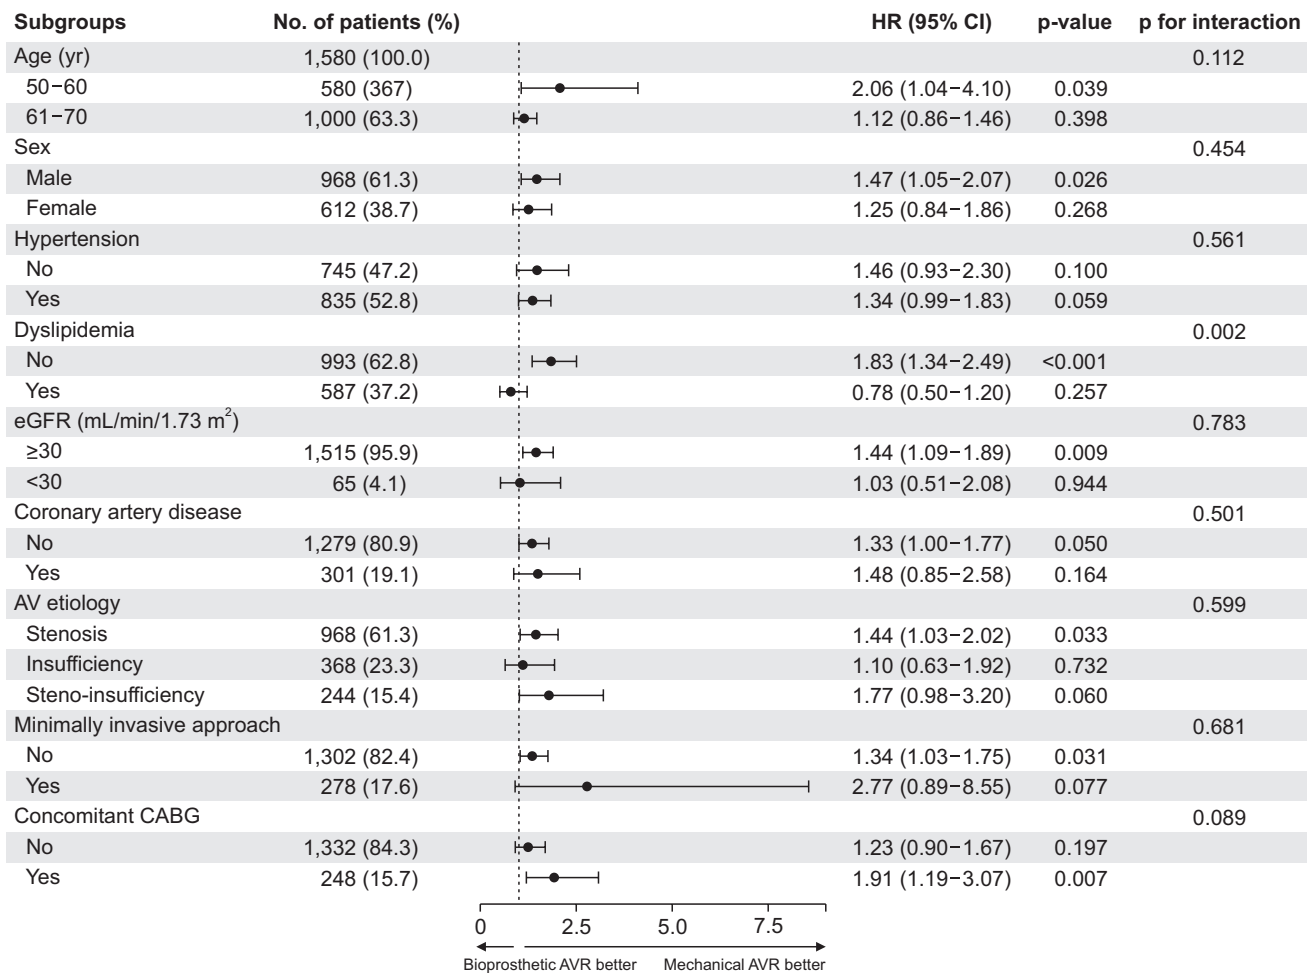 Subgroups No. of patients (%) HR (95% CI) p-value p for interaction
Age (yr) 1,580 (100.0) 0.112
50−60 580 (367) 2.06 (1.04−4.10) 0.039
61−70 1,000 (63.3) 1.12 (0.86−1.46) 0.398
Sex 0.454
Male 968 (61.3) 1.47 (1.05−2.07) 0.026
Female 612 (38.7) 1.25 (0.84−1.86) 0.268
Hypertension 0.561
No 745 (47.2) 1.46 (0.93−2.30) 0.100
Yes 835 (52.8) 1.34 (0.99−1.83) 0.059
Dyslipidemia 0.002
No 993 (62.8) 1.83 (1.34−2.49) <0.001
Yes 587 (37.2) 0.78 (0.50−1.20) 0.257
eGFR (mL/min/1.73 m²) 0.783
≥30 1,515 (95.9) 1.44 (1.09−1.89) 0.009
<30 65 (4.1) 1.03 (0.51−2.08) 0.944
Coronary artery disease 0.501
No 1,279 (80.9) 1.33 (1.00−1.77) 0.050
Yes 301 (19.1) 1.48 (0.85−2.58) 0.164
AV etiology 0.599
Stenosis 968 (61.3) 1.44 (1.03−2.02) 0.033
Insufficiency 368 (23.3) 1.10 (0.63−1.92) 0.732
Steno-insufficiency 244 (15.4) 1.77 (0.98−3.20) 0.060
Minimally invasive approach 0.681
No 1,302 (82.4) 1.34 (1.03−1.75) 0.031
Yes 278 (17.6) 2.77 (0.89−8.55) 0.077
Concomitant CABG 0.089
No 1,332 (84.3) 1.23 (0.90−1.67) 0.197
Yes 248 (15.7) 1.91 (1.19−3.07) 0.007
0 2.5 5.0 7.5
Bioprosthetic AVR better Mechanical AVR better